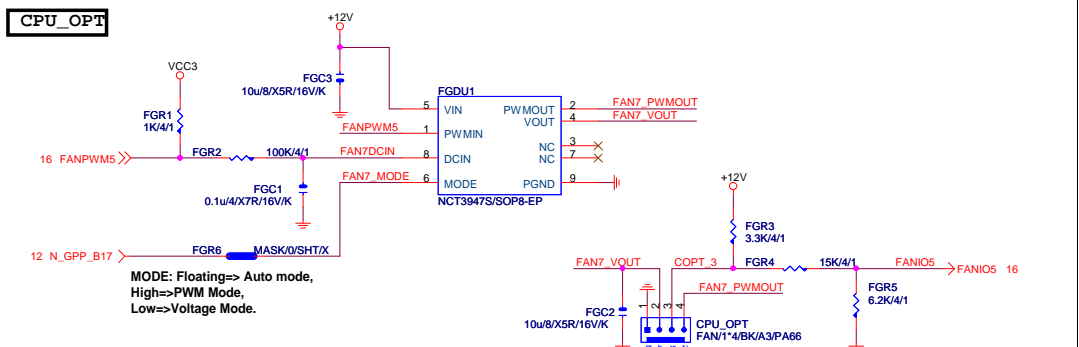 CPU_OPT
+12V
VCC3
FGC3
10u/8/X5R/16V/K
FGR1
1K/4/1
FGDU1
5 VIN
PWMOUT 2 FAN7_PWMOUT
VOUT 4 FAN7_VOUT
FANPWM5 1 PWMIN
NC 3
NC 7
16 FANPWM5
FGR2 100K/4/1
FAN7DCIN 8 DCIN
FAN7_MODE 6 MODE
PGND 9
NCT3947S/SOP8-EP
FGC1
0.1u/4/X7R/16V/K
+12V
FGR3
3.3K/4/1
12 N_GPP_B17
FGR6 MASK/0/SHT/X
MODE: Floating=> Auto mode,
High=>PWM Mode,
Low=>Voltage Mode.
FAN7_VOUT
COPT_3
FGR4 15K/4/1
FANIO5
FANIO5 16
FAN7_PWMOUT
FGR5
6.2K/4/1
FGC2
10u/8/X5R/16V/K
1 2 3 4
CPU_OPT
FAN/1*4/BK/A3/PA66